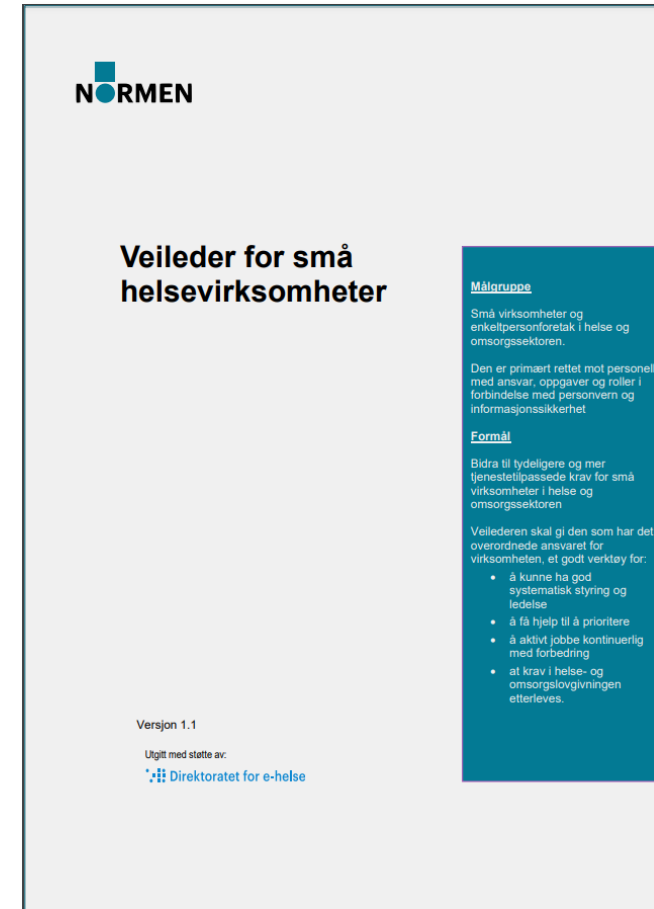 NORMEN
Veileder for små
helsevirksomheter
Målgruppe
Små virksomheter og
enkeltpersonforetak i helse og
omsorgssektoren.
Den er primært rettet mot personell
med ansvar, oppgaver og roller i
forbindelse med personvern og
informasjonssikkerhet
Formål
Bidra til tydeligere og mer
tjenestetilpassede krav for små
virksomheter i helse og
omsorgssektoren
Veilederen skal gi den som har det
overordnede ansvaret for
virksomheten, et godt verktøy for:
• å kunne ha god
systematisk styring og
ledelse
• å få hjelp til å prioritere
• å aktivt jobbe kontinuerlig
med forbedring
• at krav i helse- og
omsorgslovgivningen
etterleves.
Versjon 1.1
Utgitt med støtte av:
Direktoratet for e-helse